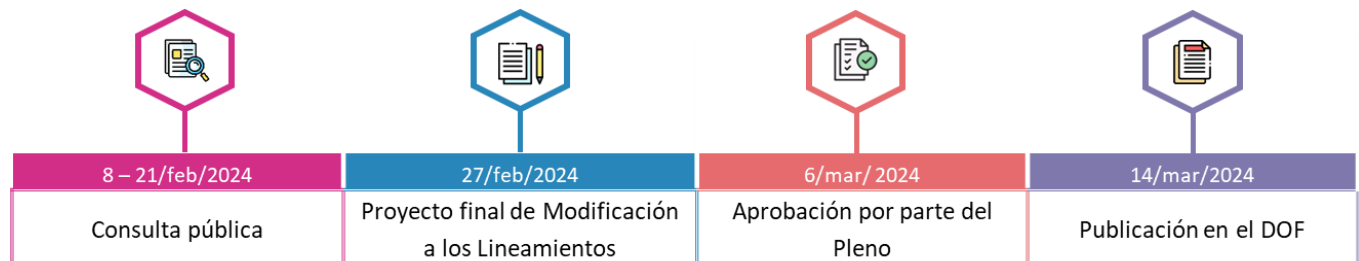 8 – 21/feb/2024
27/feb/2024
6/mar/ 2024
14/mar/2024
Consulta pública
Proyecto final de Modificación
a los Lineamientos
Aprobación por parte del
Pleno
Publicación en el DOF